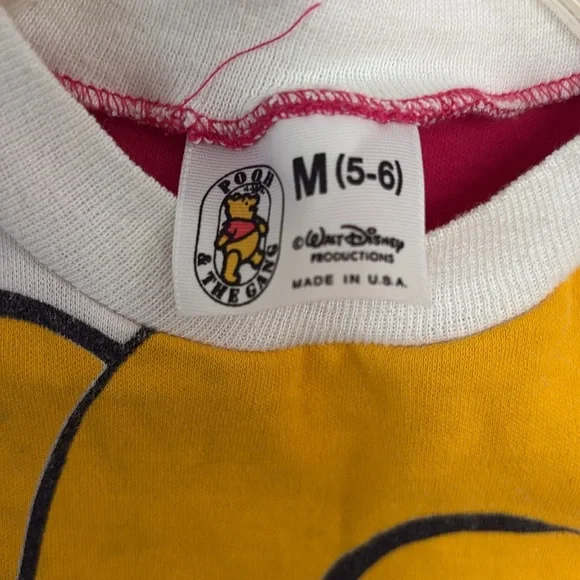 POOH
& THE GANG
M (5-6)
© WALT DISNEY
PRODUCTIONS
MADE IN U.S.A.